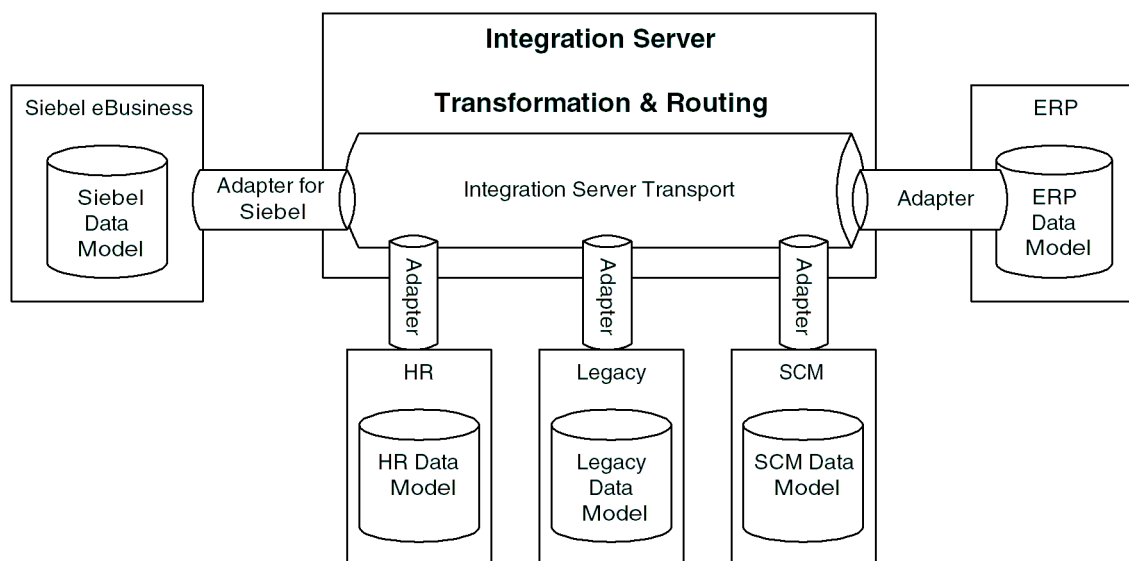 Integration Server
Transformation & Routing
Siebel eBusiness
ERP
Siebel
Data
Model
Adapter for
Siebel
Integration Server Transport
Adapter
ERP
Data
Model
Adapter
Adapter
Adapter
HR
Legacy
SCM
HR Data
Model
Legacy
Data
Model
SCM Data
Model